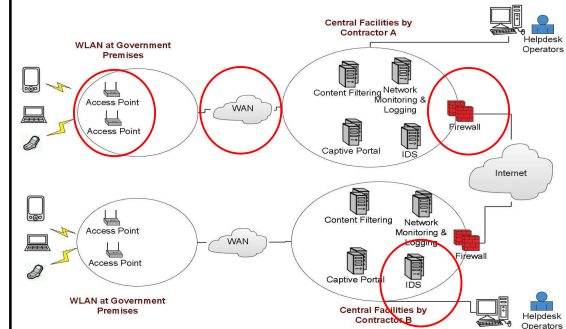 Central Facilities by
Contractor A
Helpdesk
Operators
WLAN at Government
Premises
Access Point
Access Point
WAN
Content Filtering
Network
Monitoring &
Logging
Firewall
Captive Portal
IDS
Internet
Access Point
Access Point
WAN
Content Filtering
Network
Monitoring &
Logging
Firewall
Captive Portal
IDS
WLAN at Government
Premises
Central Facilities by
Contractor B
Helpdesk
Operators